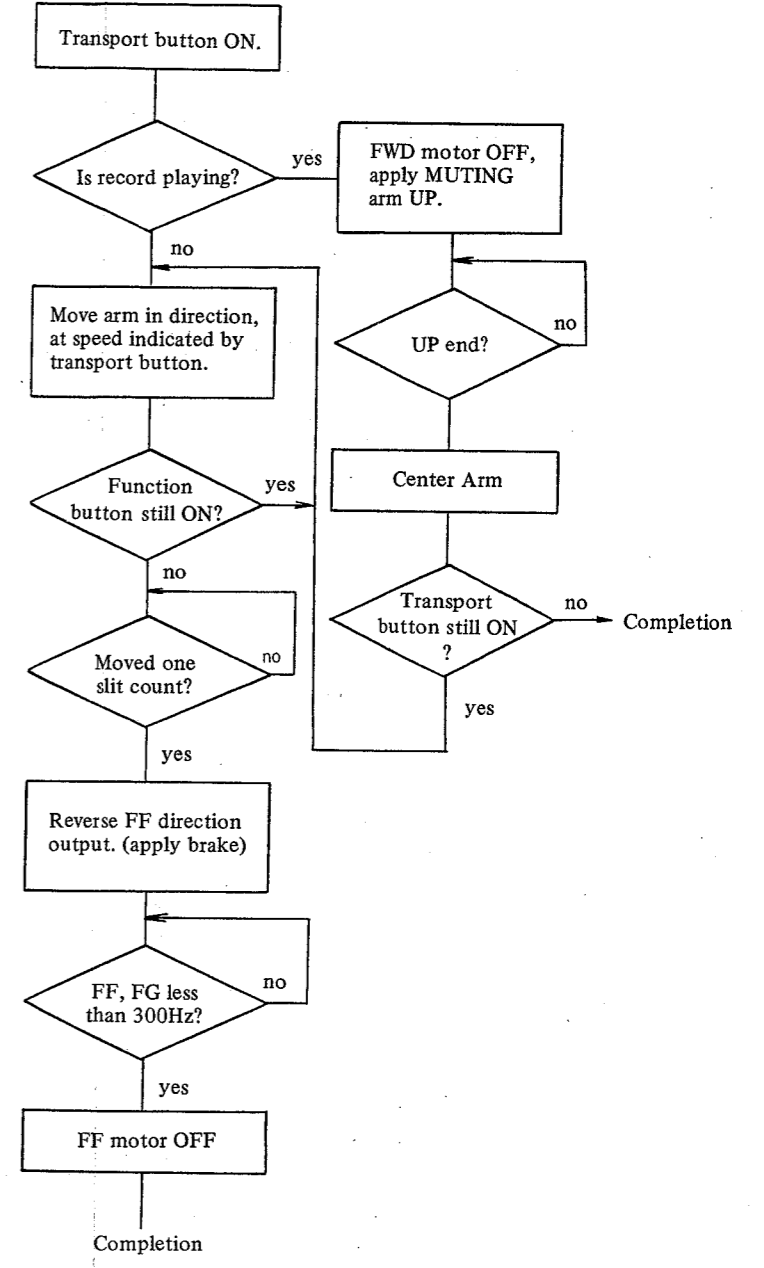 Transport button ON.
Is record playing?
yes
FWD motor OFF,
apply MUTING
arm UP.
no
Move arm in direction,
at speed indicated by
transport button.
UP end?
no
Function
button still ON?
yes
Center Arm
no
Transport
button still ON
?
no
Completion
Moved one
slit count?
no
yes
yes
Reverse FF direction
output. (apply brake)
FF, FG less
than 300Hz?
no
yes
FF motor OFF
Completion